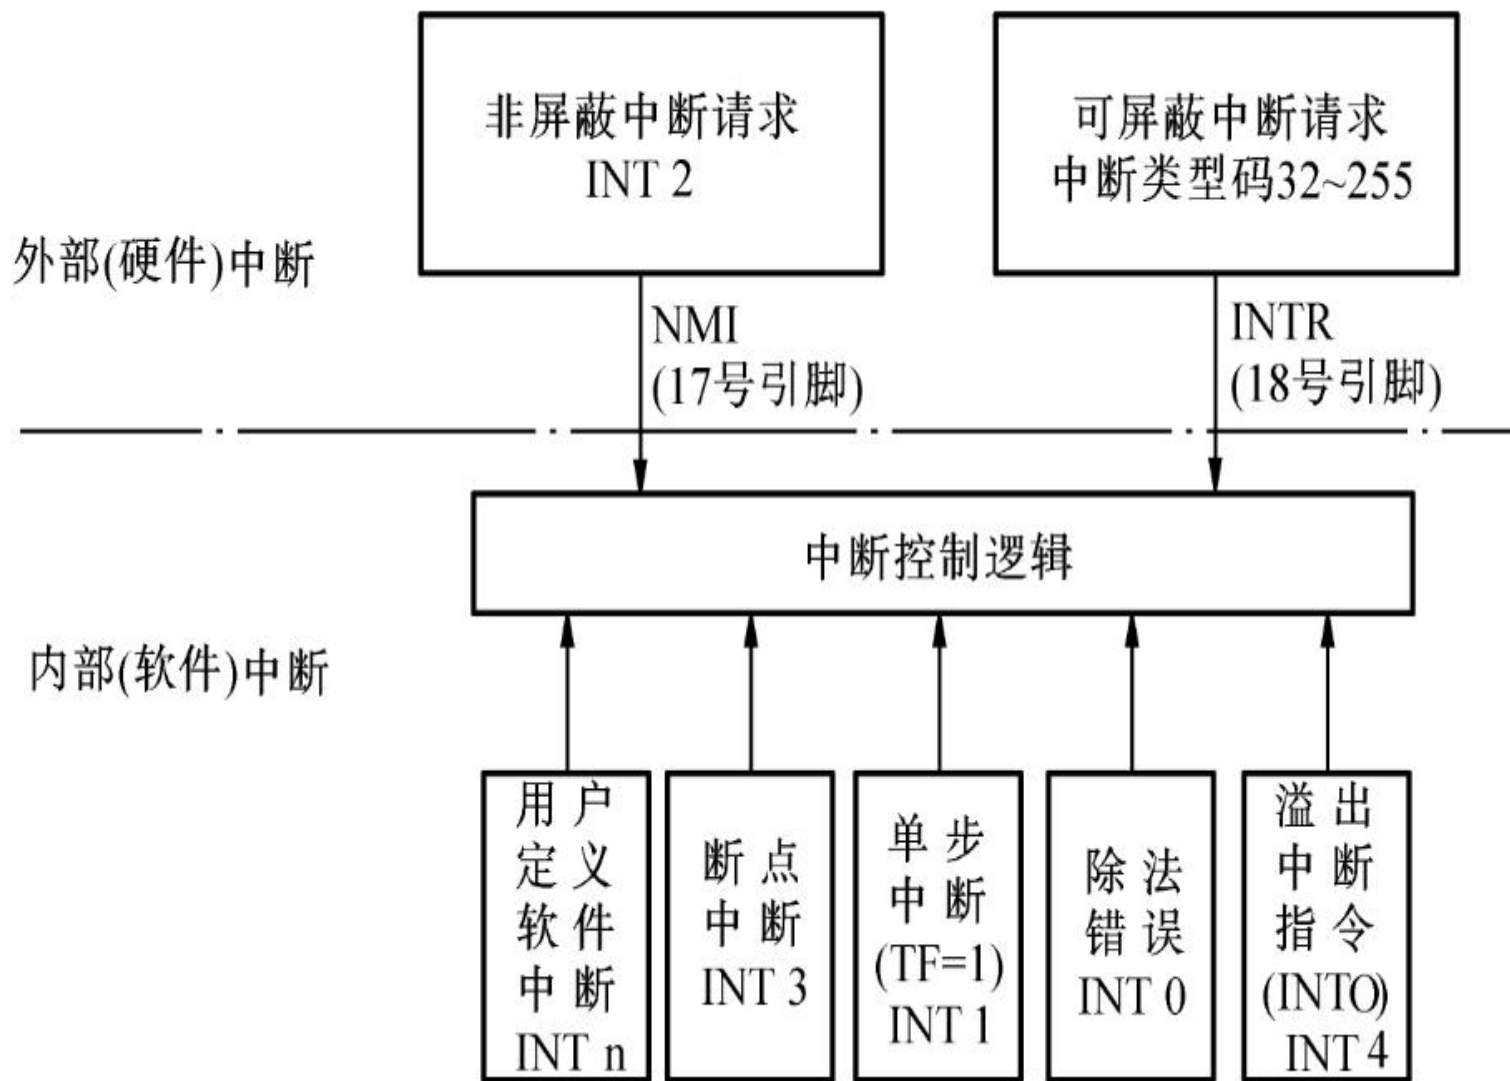 非屏蔽中断请求
INT 2
可屏蔽中断请求
中断类型码32~255
外部(硬件)中断
NMI
(17号引脚)
INTR
(18号引脚)
中断控制逻辑
内部(软件)中断
用户
定义
软件
中断
INT n
断点
中断
INT 3
单步
中断
(TF=1)
INT 1
除法
错误
INT 0
溢出
中断
指令
(INTO)
INT 4